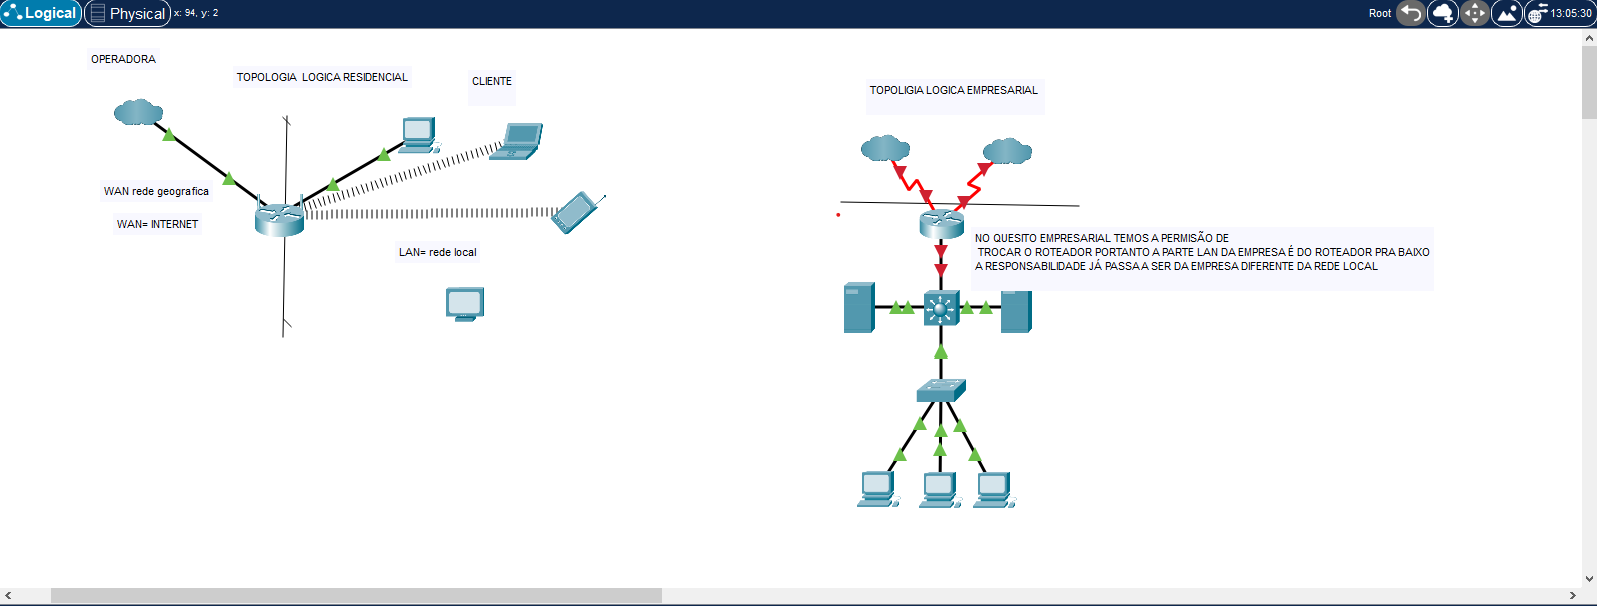 Logical
Physical
x: 94, y: 2
Root
13:05:30
OPERADORA
TOPOLOGIA LOGICA RESIDENCIAL
CLIENTE
WAN rede geografica
WAN= INTERNET
LAN= rede local
TOPOLIGIA LOGICA EMPRESARIAL
NO QUESITO EMPRESARIAL TEMOS A PERMISÃO DE
TROCAR O ROTEADOR PORTANTO A PARTE LAN DA EMPRESA É DO ROTEADOR PRA BAIXO
A RESPONSABILIDADE JÁ PASSA A SER DA EMPRESA DIFERENTE DA REDE LOCAL